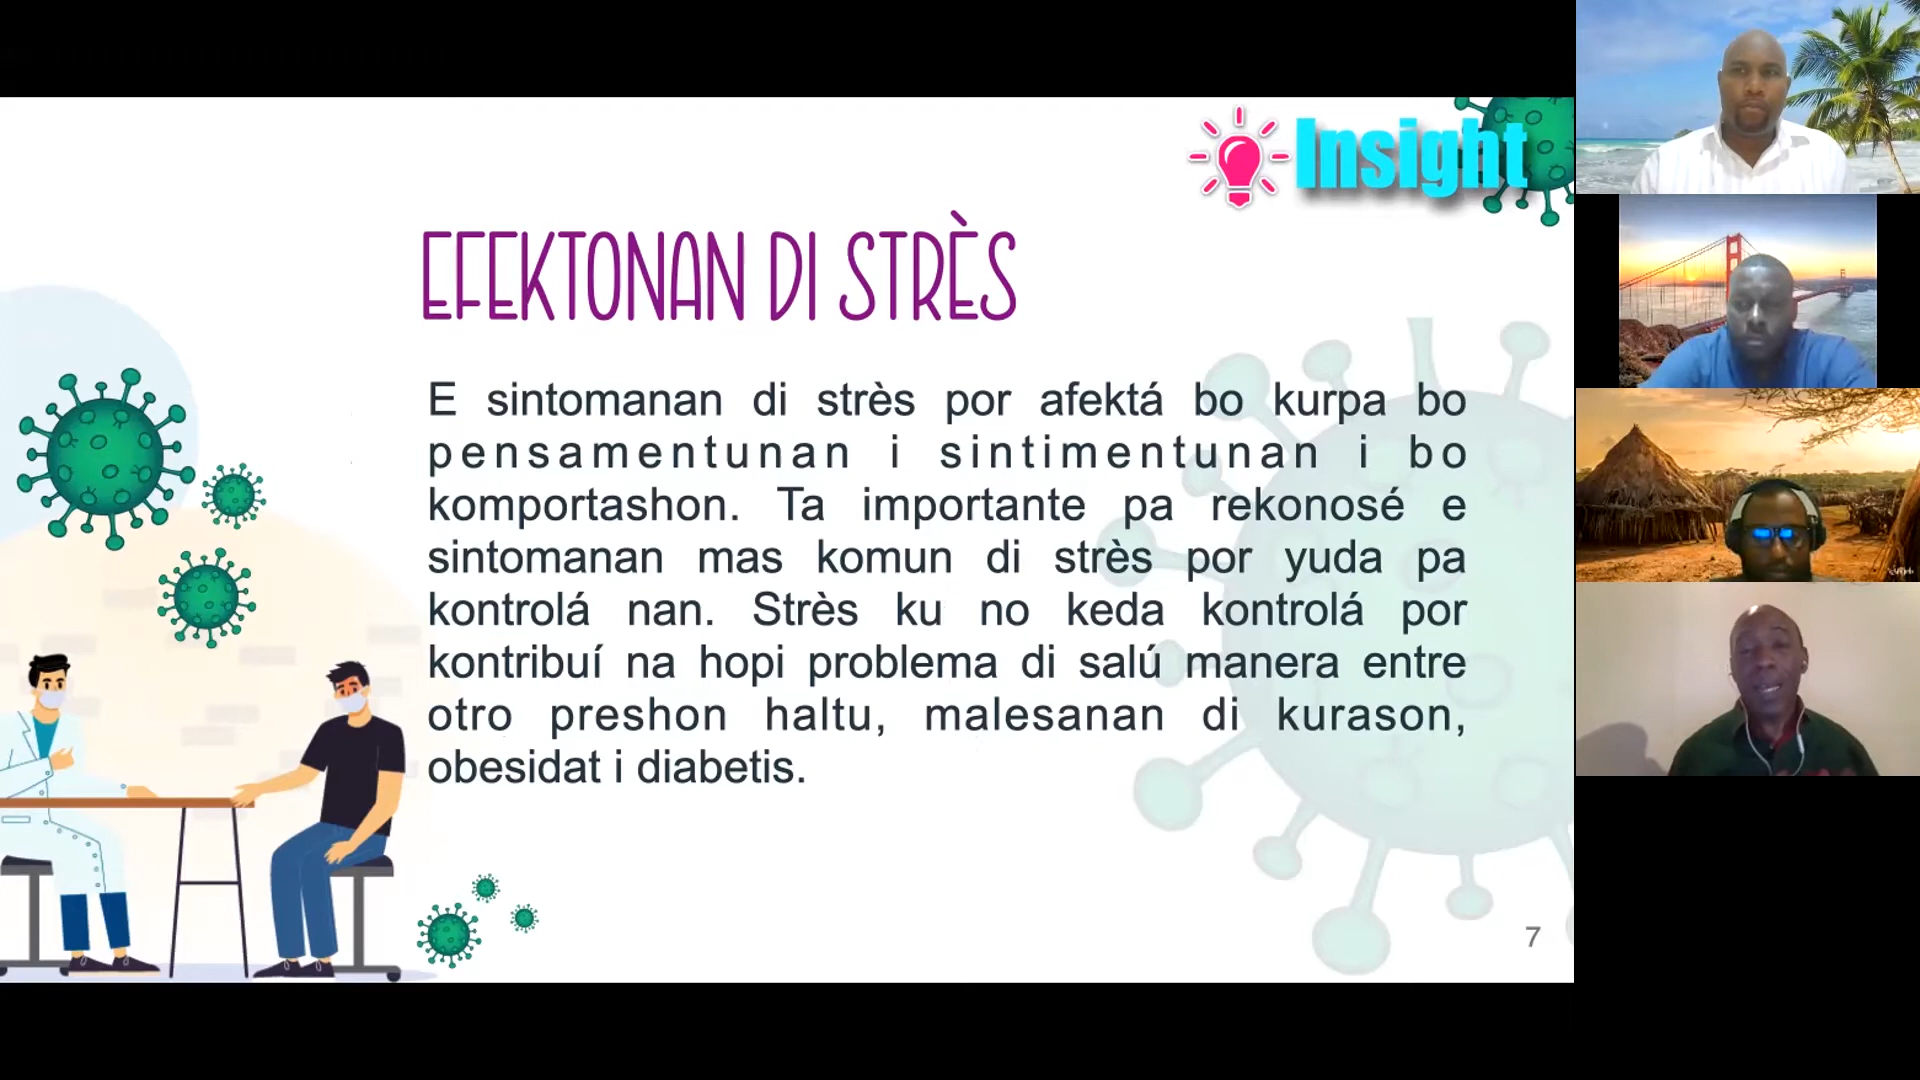 Insight
EFEKTONAN DI STRÈS
E sintomanan di strès por afektá bo kurpa bo
pensamentunan i sintimentunan i bo
komportashon. Ta importante pa rekonosé e
sintomanan mas komun di strès por yuda pa
kontrolá nan. Strès ku no keda kontrolá por
kontribuí na hopi problema di salú manera entre
otro preshon haltu, malesanan di kurason,
obesidat i diabetis.
7